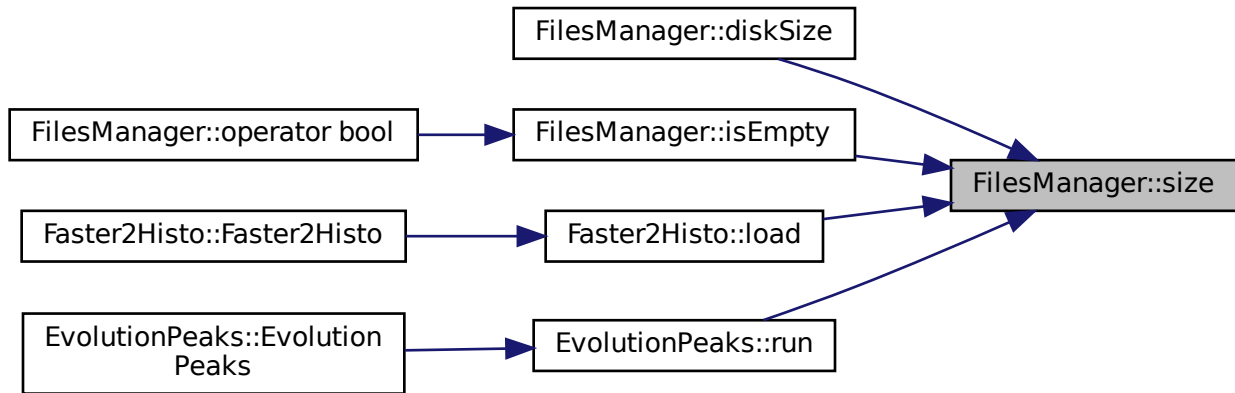 FilesManager::diskSize
FilesManager::operator bool
FilesManager::isEmpty
FilesManager::size
Faster2Histo::Faster2Histo
Faster2Histo::load
EvolutionPeaks::Evolution
Peaks
EvolutionPeaks::run